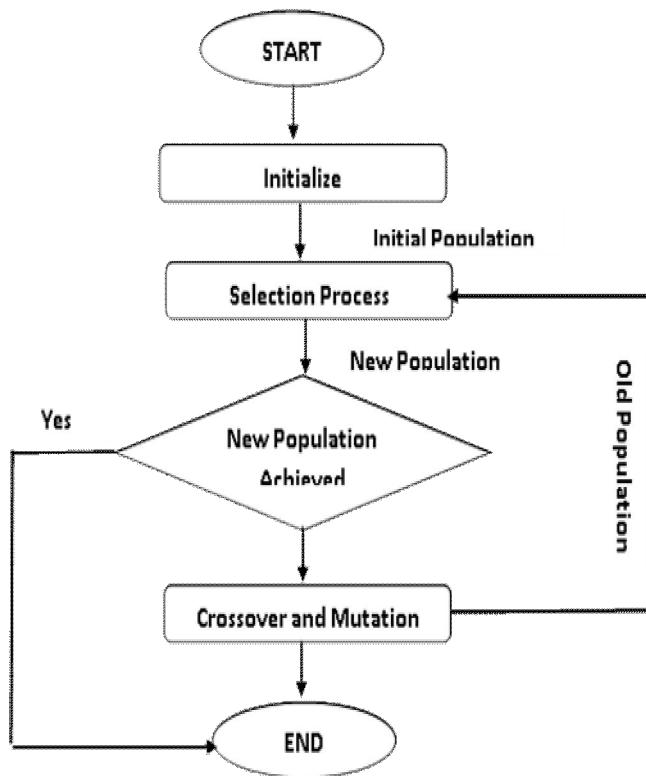 START
Initialize
Initial Population
Selection Process
New Population
Yes
New Population
Achieved
Old Population
Crossover and Mutation
END